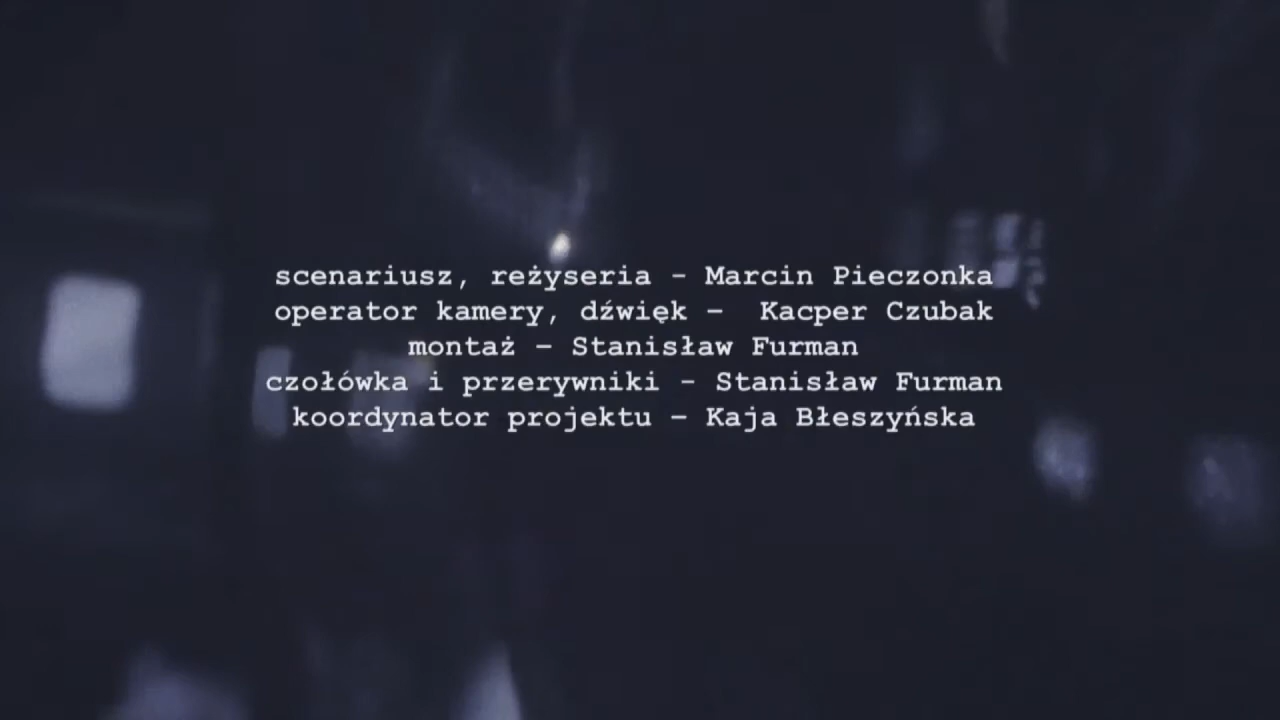 scenariusz, reżyseria - Marcin Pieczonka
operator kamery, dźwięk - Kacper Czubak
montaż - Stanisław Furman
czołówka i przerywniki - Stanisław Furman
koordynator projektu - Kaja Błeszyńska